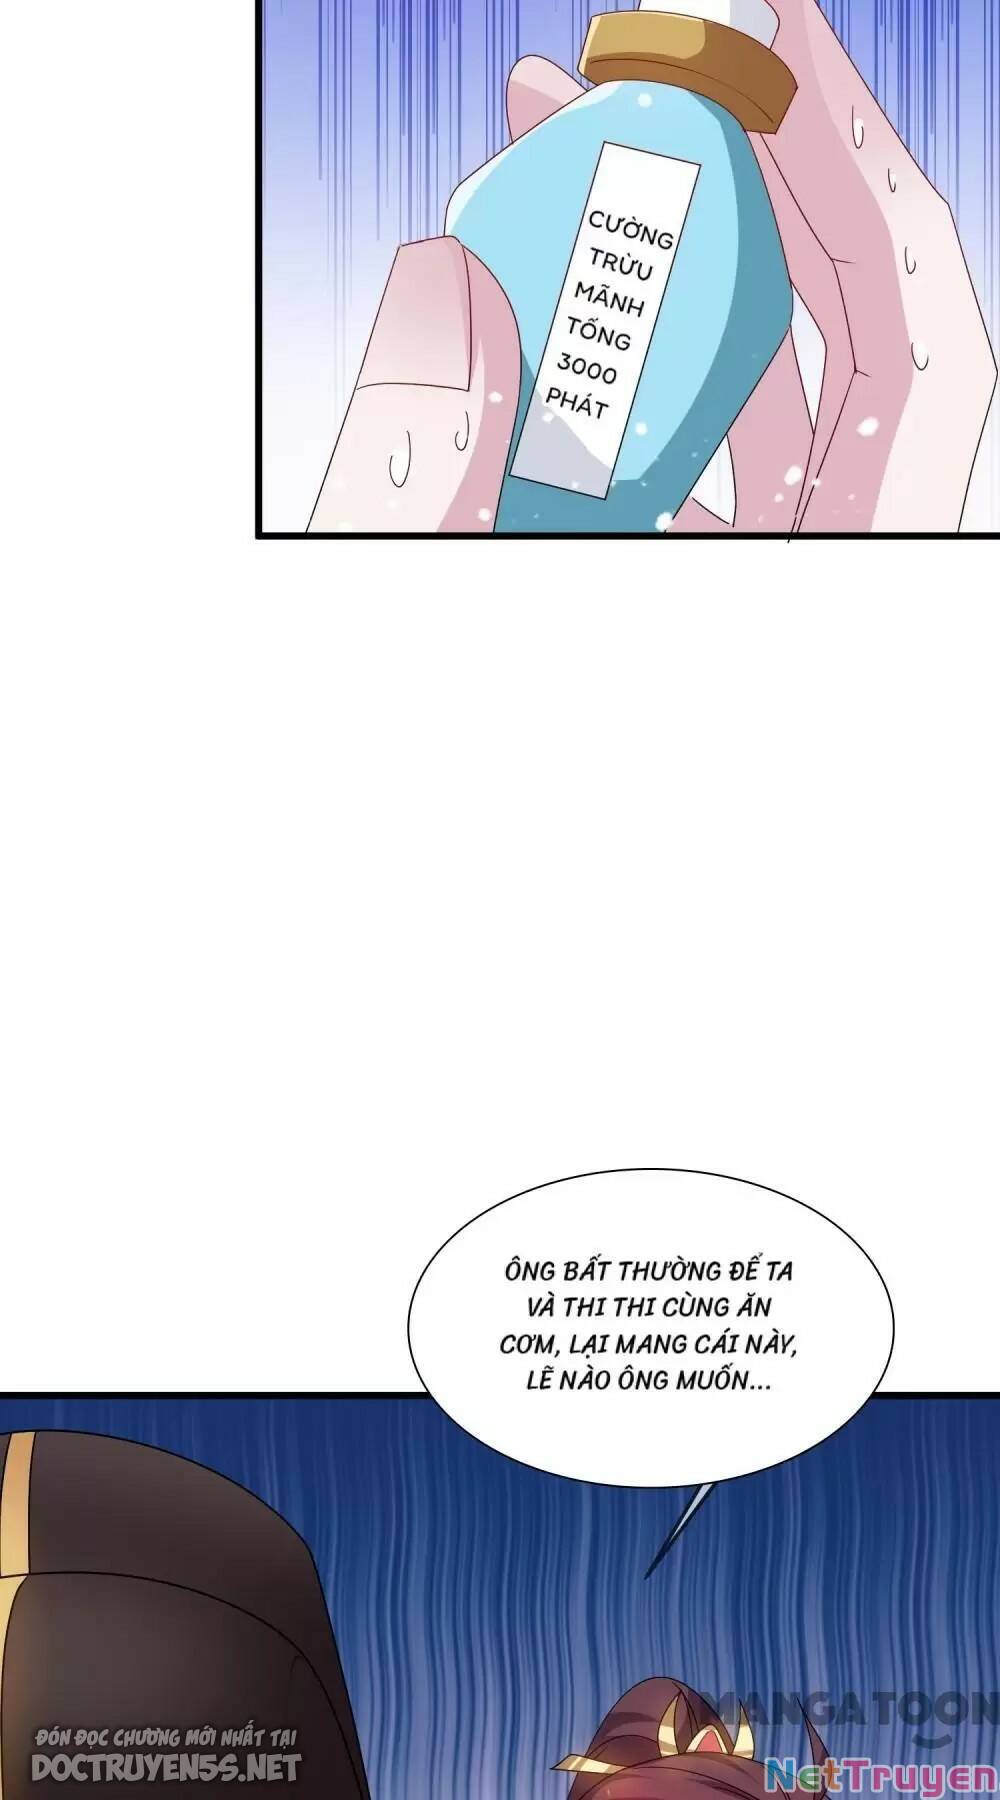 CƯỜNG
TRỪU
MÃNH
TỐNG
3000
PHÁT
ÔNG BẤT THƯỜNG ĐỂ TA
VÀ THI THI CÙNG ĂN
CƠM, LẠI MANG CÁI NÀY,
LẼ NÀO ÔNG MUỐN...
MANGATOON
ĐÓN ĐỌC CHƯƠNG MỚI NHẤT TẠI
DOCTRUYEN5S.NET
NetTruyen